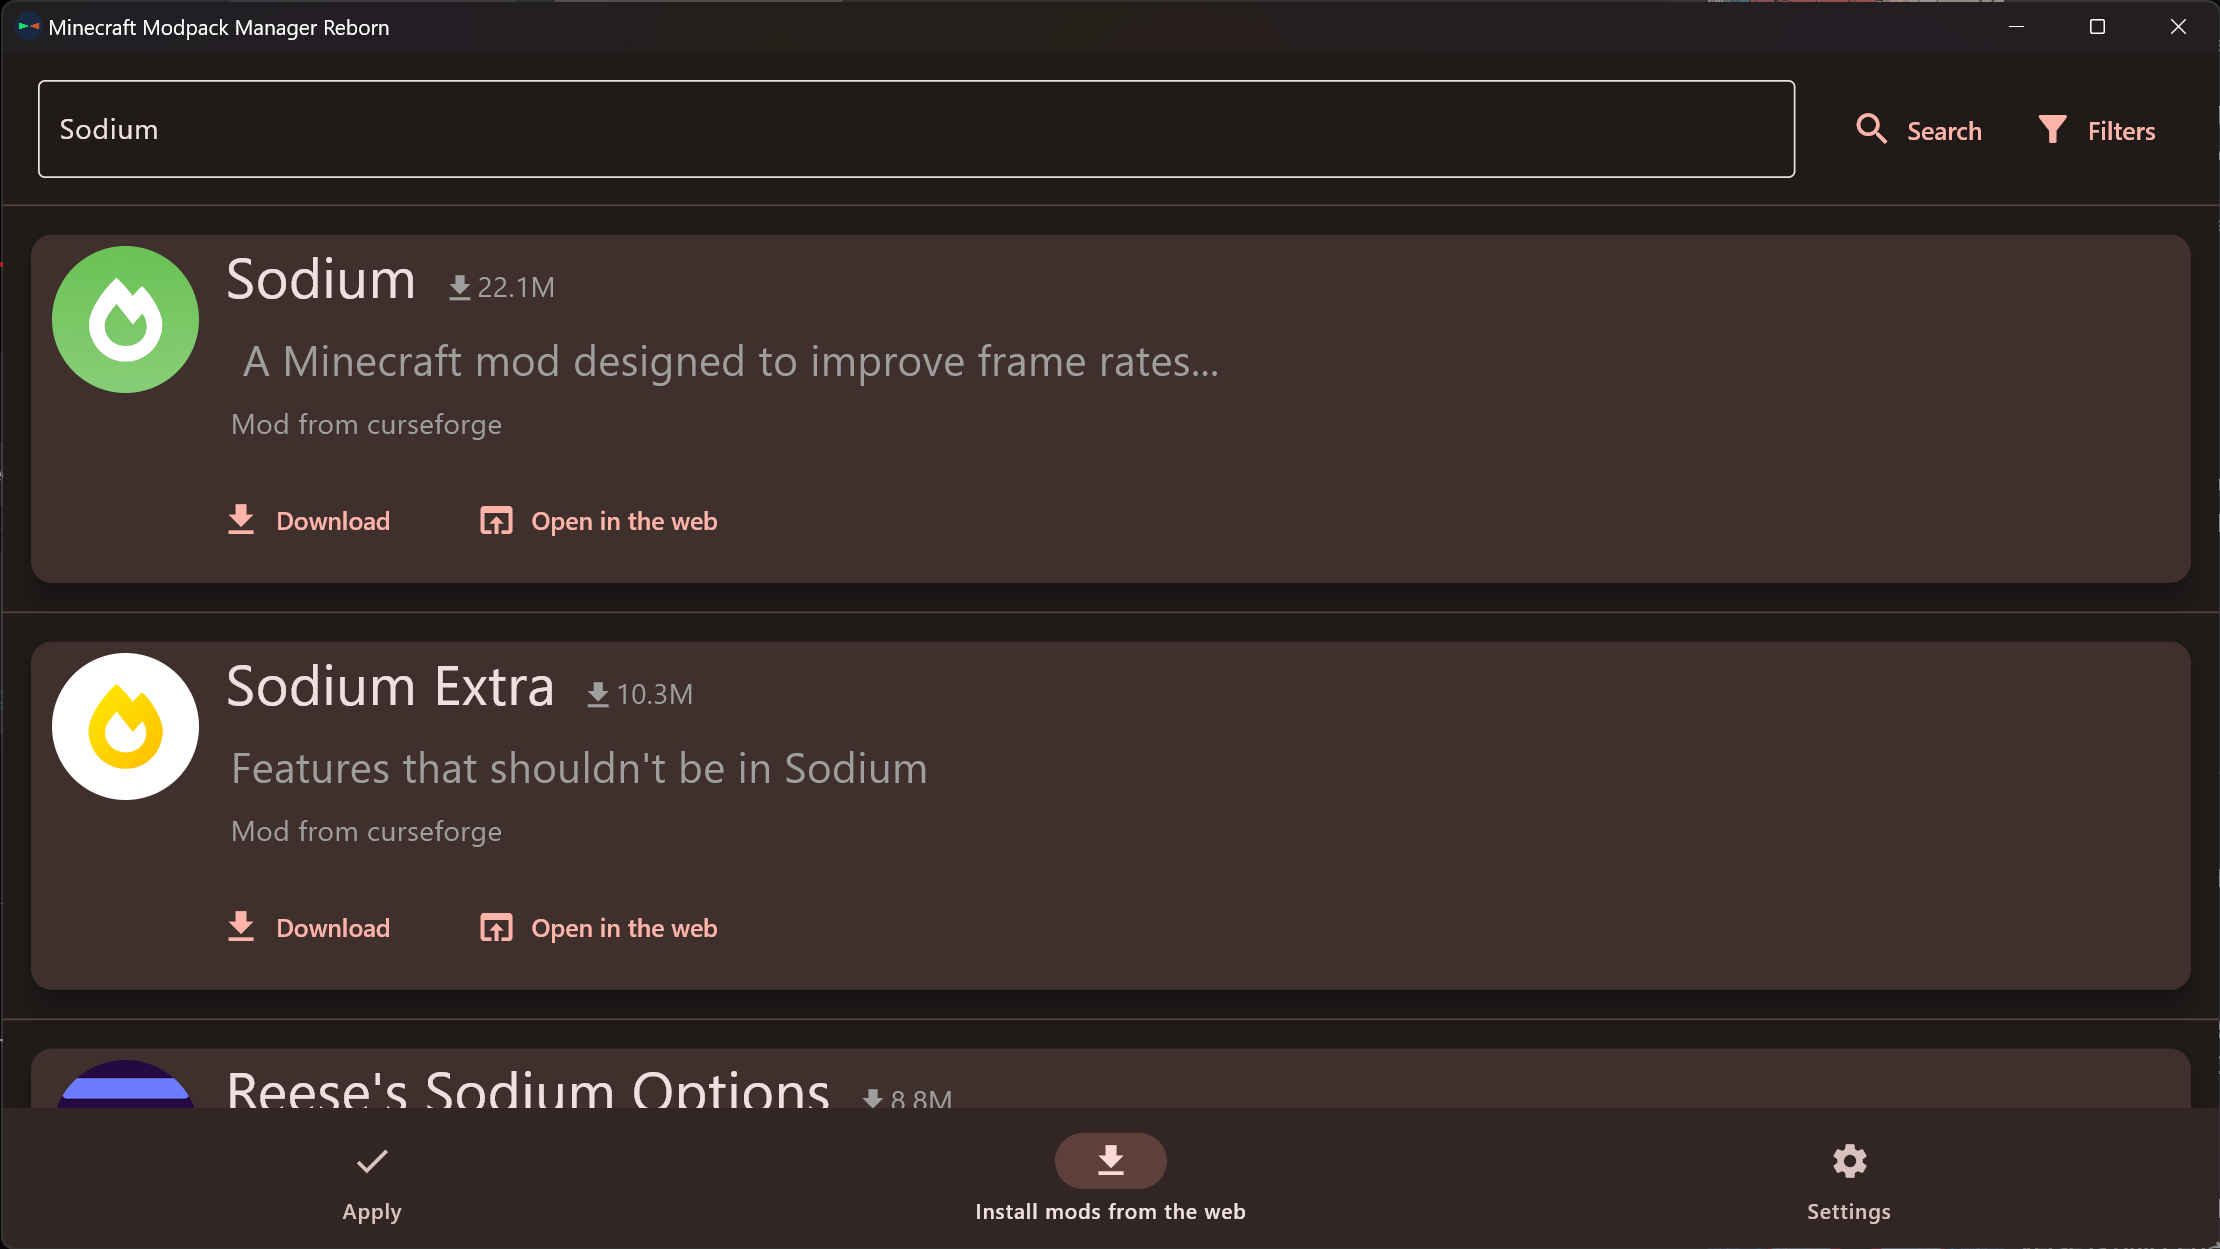 Minecraft Modpack Manager Reborn
Sodium
Search
Filters
Sodium 22.1M
A Minecraft mod designed to improve frame rates...
Mod from curseforge
Download
Open in the web
Sodium Extra 10.3M
Features that shouldn't be in Sodium
Mod from curseforge
Download
Open in the web
Reese's Sodium Options 8.8M
Apply
Install mods from the web
Settings